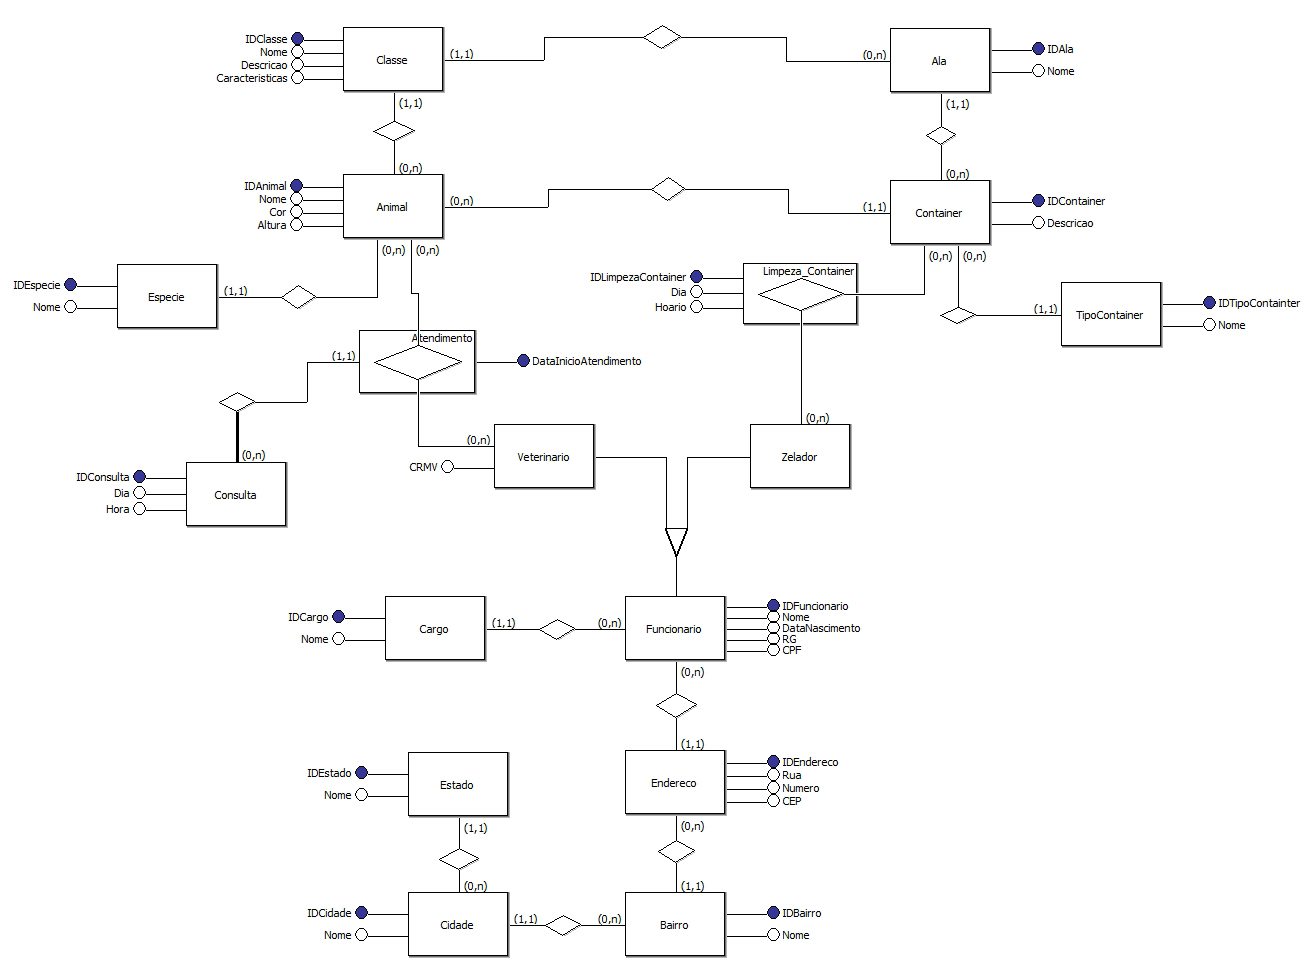 IDClasse
Nome
Descricao
Caracteristicas
Classe
(1,1)
(0,n)
Ala
IDAla
Nome
(1,1)
(1,1)
(0,n)
(0,n)
IDAnimal
Nome
Cor
Altura
Animal
(0,n)
(1,1)
Container
IDContainer
Descricao
(0,n)
(0,n)
(0,n)
(0,n)
IDEspecie
Nome
Especie
(1,1)
IDLimpezaContainer
Dia
Hoario
Limpeza_Container
(1,1)
TipoContainer
IDTipoContainter
Nome
Atendimento
(1,1)
DataInicioAtendimento
(0,n)
(0,n)
(0,n)
CRMV
Veterinario
Zelador
IDConsulta
Dia
Hora
Consulta
IDCargo
Nome
Cargo
(1,1)
(0,n)
Funcionario
IDFuncionario
Nome
DataNascimento
RG
CPF
(0,n)
(1,1)
IDEstado
Nome
Estado
Endereco
IDEndereco
Rua
Numero
CEP
(1,1)
(0,n)
(0,n)
(1,1)
IDCidade
Nome
Cidade
(1,1)
(0,n)
Bairro
IDBairro
Nome